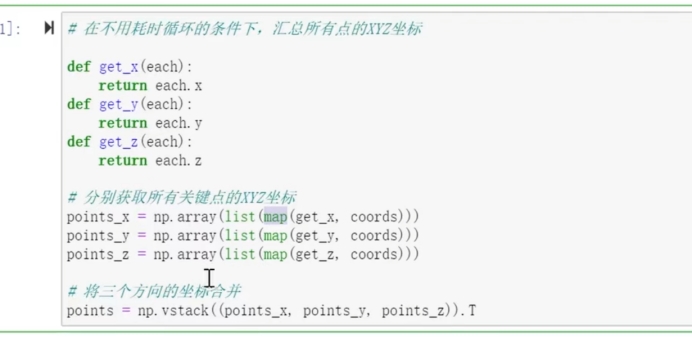 1]:
# 在不用耗时循环的条件下，汇总所有点的XYZ坐标
def get_x(each):
    return each.x
def get_y(each):
    return each.y
def get_z(each):
    return each.z
# 分别获取所有关键点的XYZ坐标
points_x = np.array(list(map(get_x, coords)))
points_y = np.array(list(map(get_y, coords)))
points_z = np.array(list(map(get_z, coords)))
# 将三个方向的坐标合并
points = np.vstack((points_x, points_y, points_z)).T